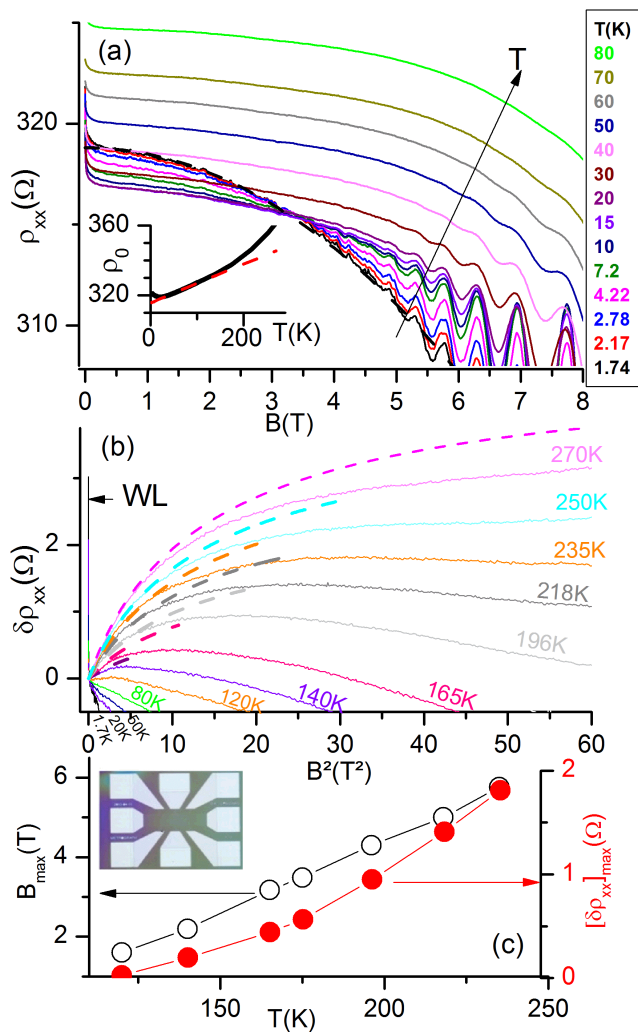 (a)
T
T(K)
80
70
60
50
40
30
20
15
10
7.2
4.22
2.78
2.17
1.74
320
310
ρxx(Ω)
360
320
ρ0
0
200
T(K)
0 1 2 3 4 5 6 7 8
B(T)
(b)
WL
270K
250K
235K
218K
196K
165K
140K
120K
80K
60K
20K
1.7K
2
0
δρxx(Ω)
0 10 20 30 40 50 60
B²(T²)
6
4
2
Bmax(T)
2
1
0
[δρxx]max(Ω)
(c)
150 200 250
T(K)